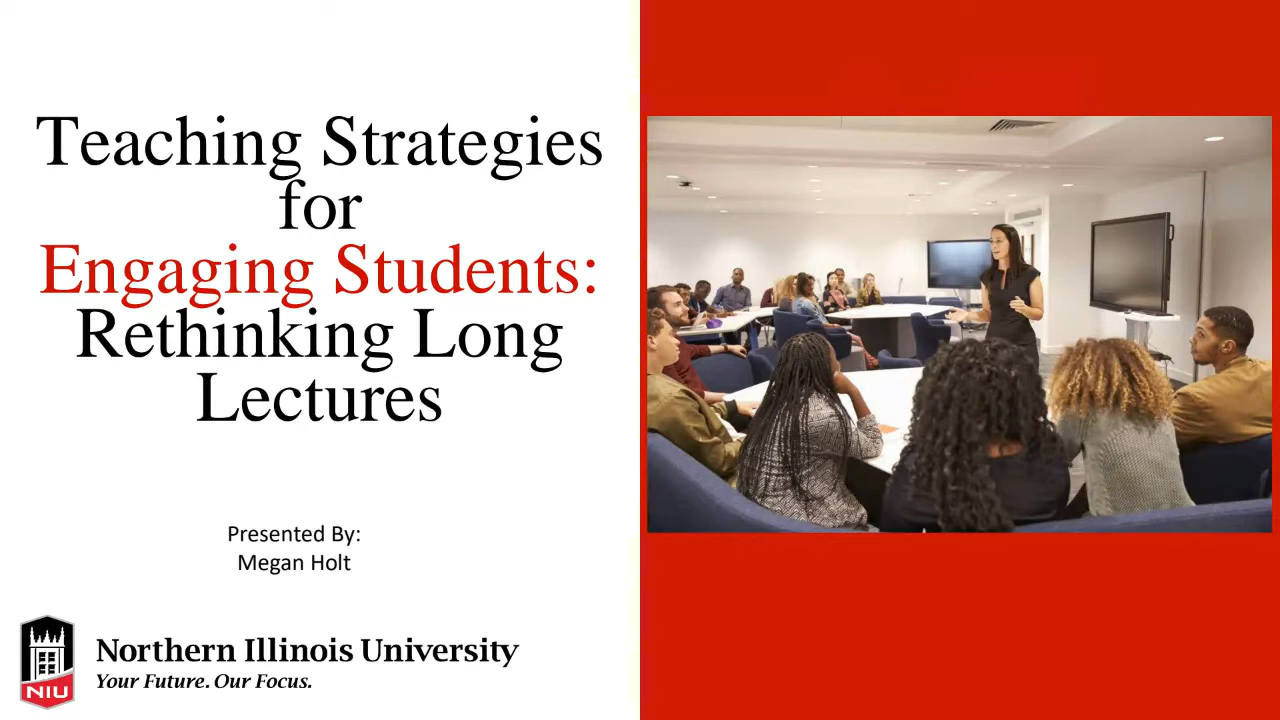 Teaching Strategies
for
Engaging Students:
Rethinking Long
Lectures
Presented By:
Megan Holt
NIU
Northern Illinois University
Your Future. Our Focus.